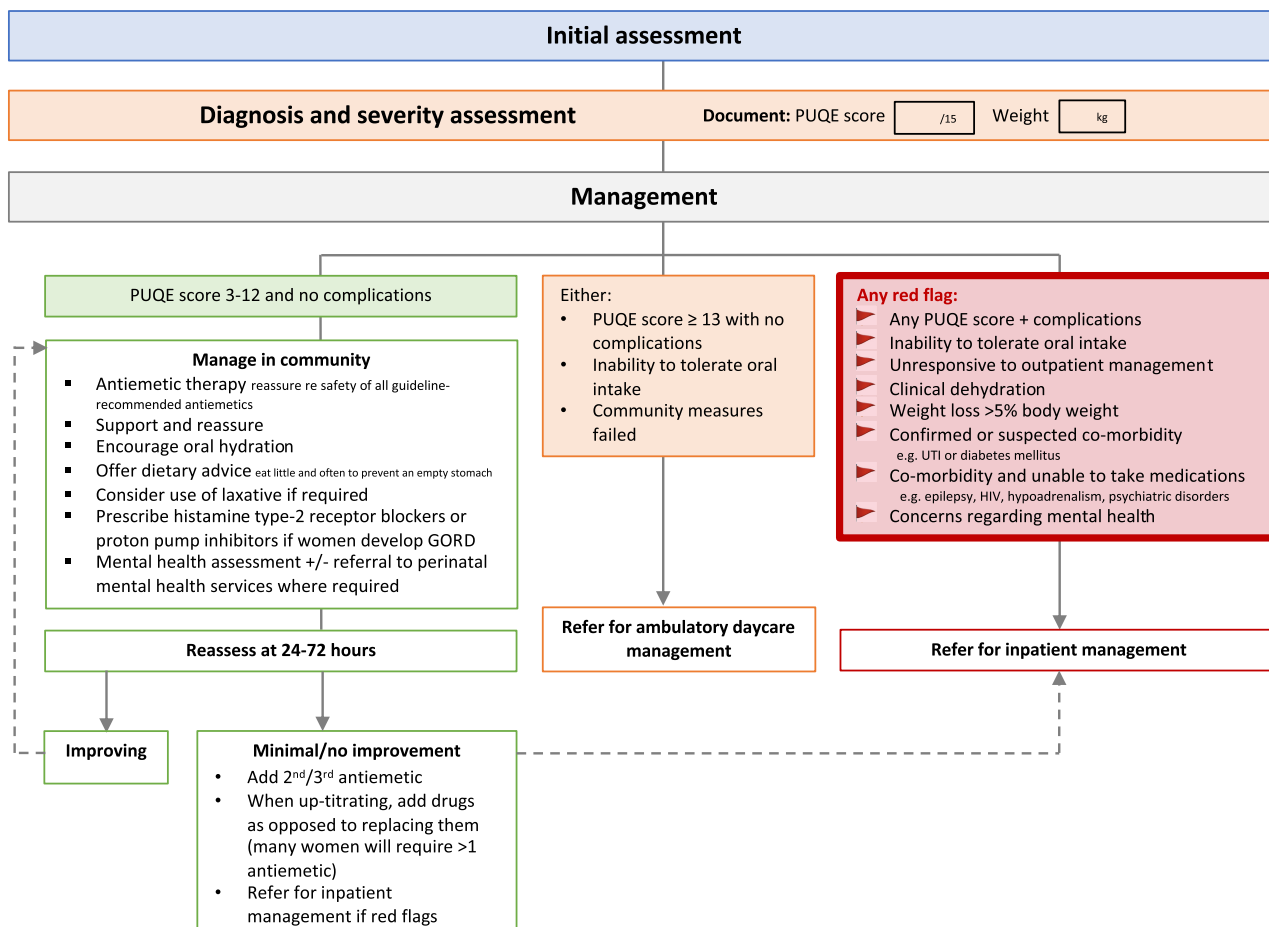 Initial assessment
Diagnosis and severity assessment Document: PUQE score /15 Weight kg
Management
PUQE score 3-12 and no complications
Manage in community
▪ Antiemetic therapy reassure re safety of all guideline-
recommended antiemetics
▪ Support and reassure
▪ Encourage oral hydration
▪ Offer dietary advice eat little and often to prevent an empty stomach
▪ Consider use of laxative if required
▪ Prescribe histamine type-2 receptor blockers or
proton pump inhibitors if women develop GORD
▪ Mental health assessment +/- referral to perinatal
mental health services where required
Reassess at 24-72 hours
Improving
Minimal/no improvement
• Add 2nd/3rd antiemetic
• When up-titrating, add drugs
as opposed to replacing them
(many women will require >1
antiemetic)
• Refer for inpatient
management if red flags
Either:
• PUQE score ≥ 13 with no
complications
• Inability to tolerate oral
intake
• Community measures
failed
Refer for ambulatory daycare
management
Any red flag:
Any PUQE score + complications
Inability to tolerate oral intake
Unresponsive to outpatient management
Clinical dehydration
Weight loss >5% body weight
Confirmed or suspected co-morbidity
e.g. UTI or diabetes mellitus
Co-morbidity and unable to take medications
e.g. epilepsy, HIV, hypoadrenalism, psychiatric disorders
Concerns regarding mental health
Refer for inpatient management